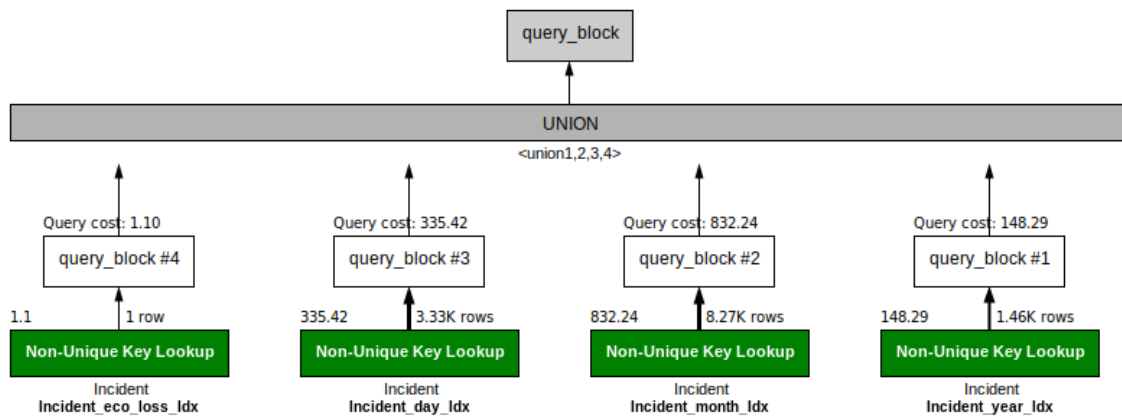 query_block
UNION
<union1,2,3,4>
Query cost: 1.10 Query cost: 335.42 Query cost: 832.24 Query cost: 148.29
query_block #4 query_block #3 query_block #2 query_block #1
1.1 1 row 335.42 3.33K rows 832.24 8.27K rows 148.29 1.46K rows
Non-Unique Key Lookup Non-Unique Key Lookup Non-Unique Key Lookup Non-Unique Key Lookup
Incident Incident Incident Incident
Incident_eco_loss_Idx Incident_day_Idx Incident_month_Idx Incident_year_Idx